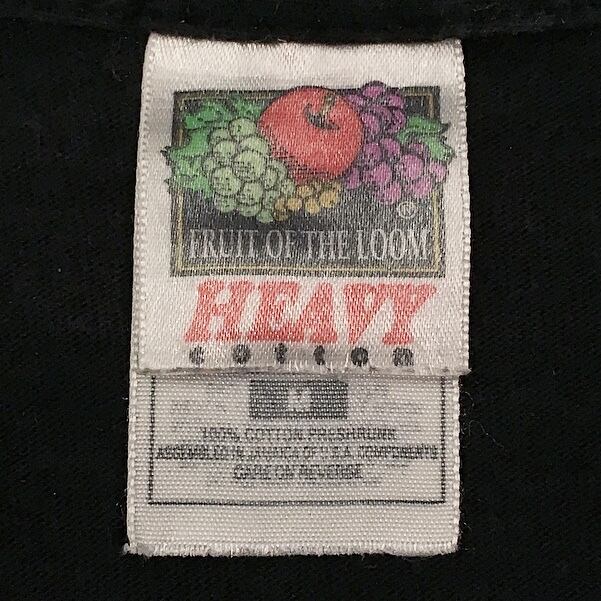 ®
FRUIT OF THE LOOM
HEAVY
cotton
M
100% COTTON PRESHRUNK
ASSEMBLED IN JAMAICA OF U.S.A. COMPONENTS
CARE ON REVERSE